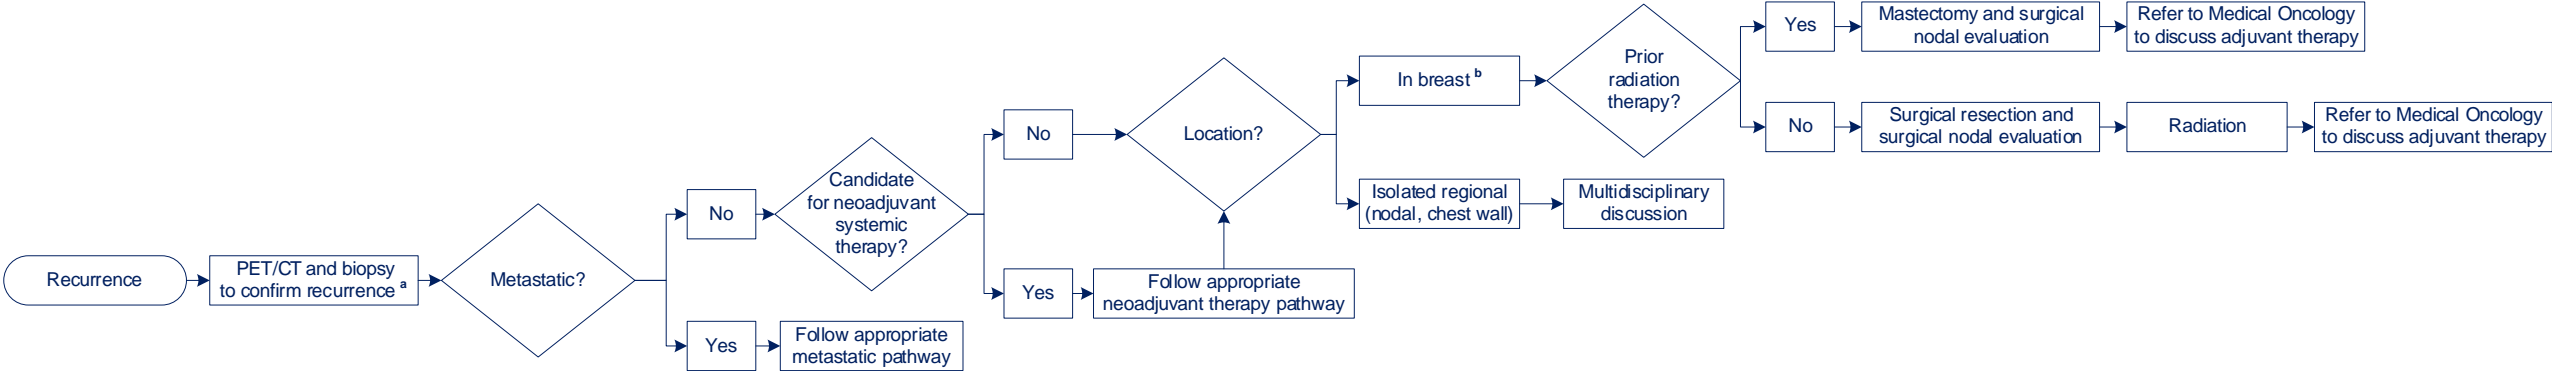 Recurrence
PET/CT and biopsy
to confirm recurrence a
Metastatic?
No
Yes
Follow appropriate
metastatic pathway
Candidate
for neoadjuvant
systemic
therapy?
No
Yes
Follow appropriate
neoadjuvant therapy pathway
Location?
In breast b
Isolated regional
(nodal, chest wall)
Multidisciplinary
discussion
Prior
radiation
therapy?
Yes
Mastectomy and surgical
nodal evaluation
Refer to Medical Oncology
to discuss adjuvant therapy
No
Surgical resection and
surgical nodal evaluation
Radiation
Refer to Medical Oncology
to discuss adjuvant therapy